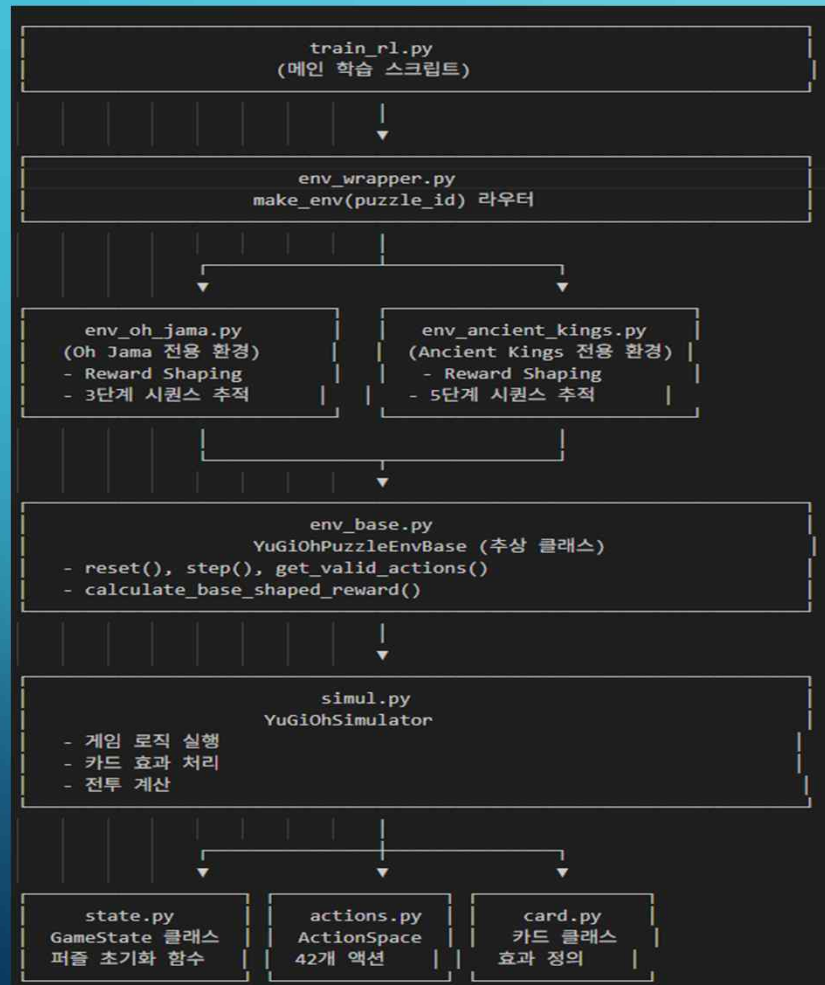 train_rl.py
(메인 학습 스크립트)
env_wrapper.py
make_env(puzzle_id) 라우터
env_oh_jama.py
(Oh Jama 전용 환경)
- Reward Shaping
- 3단계 시퀀스 추적
env_ancient_kings.py
(Ancient Kings 전용 환경)
- Reward Shaping
- 5단계 시퀀스 추적
env_base.py
YuGiOhPuzzleEnvBase (추상 클래스)
- reset(), step(), get_valid_actions()
- calculate_base_shaped_reward()
simul.py
YuGiOhSimulator
- 게임 로직 실행
- 카드 효과 처리
- 전투 계산
state.py
GameState 클래스
퍼즐 초기화 함수
actions.py
ActionSpace
42개 액션
card.py
카드 클래스
효과 정의